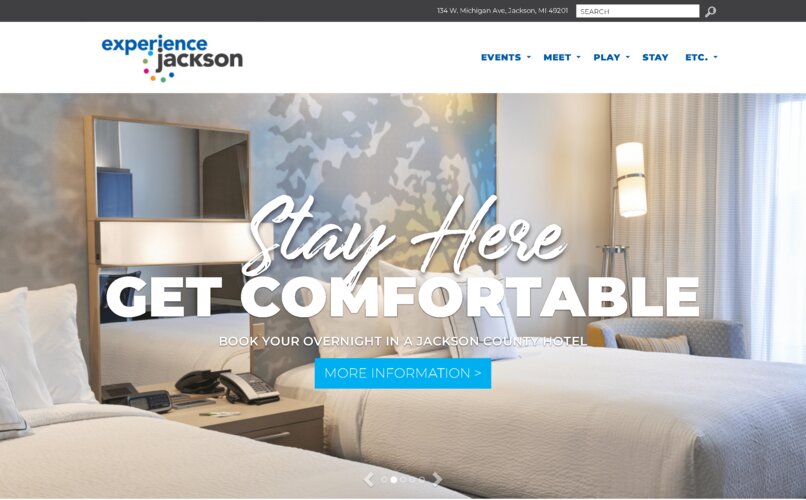 134 W. Michigan Ave, Jackson, MI 49201
SEARCH
experience
jackson
EVENTS MEET PLAY STAY ETC.
Stay Here
GET COMFORTABLE
BOOK YOUR OVERNIGHT IN A JACKSON COUNTY HOTEL
MORE INFORMATION >